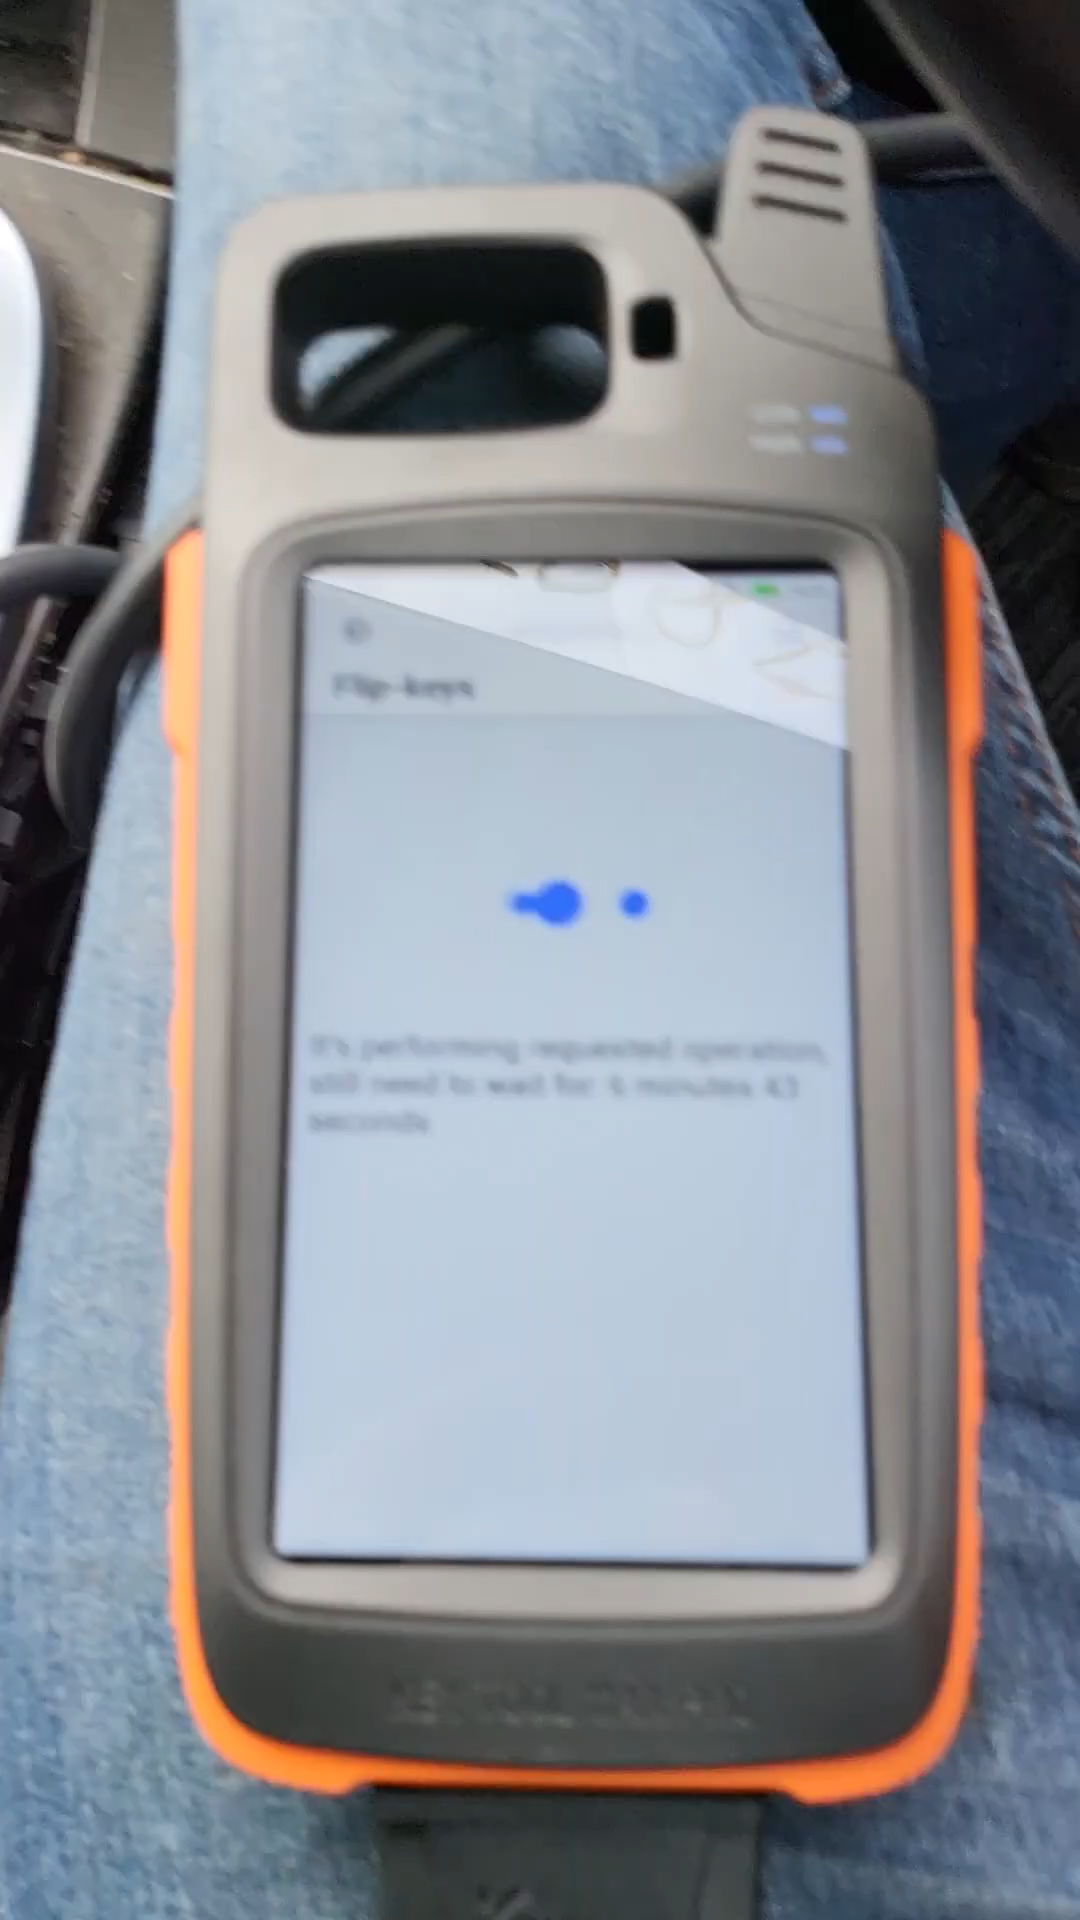 Flip-keys
It's performing requested operation,
still need to wait for 4 minutes 43
seconds